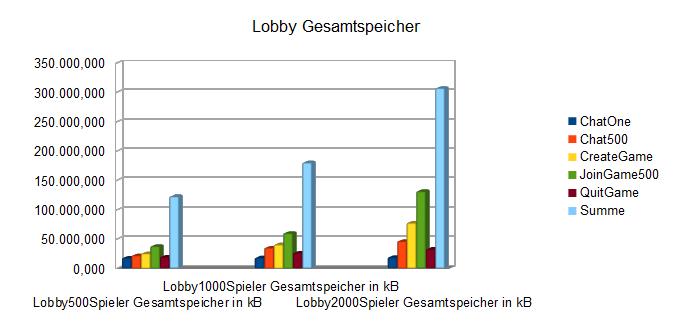 Lobby Gesamtspeicher
350.000,000
300.000,000
250.000,000
200.000,000
150.000,000
100.000,000
50.000,000
0,000
Lobby1000Spieler Gesamtspeicher in kB
Lobby500Spieler Gesamtspeicher in kB
Lobby2000Spieler Gesamtspeicher in kB
ChatOne
Chat500
CreateGame
JoinGame500
QuitGame
Summe